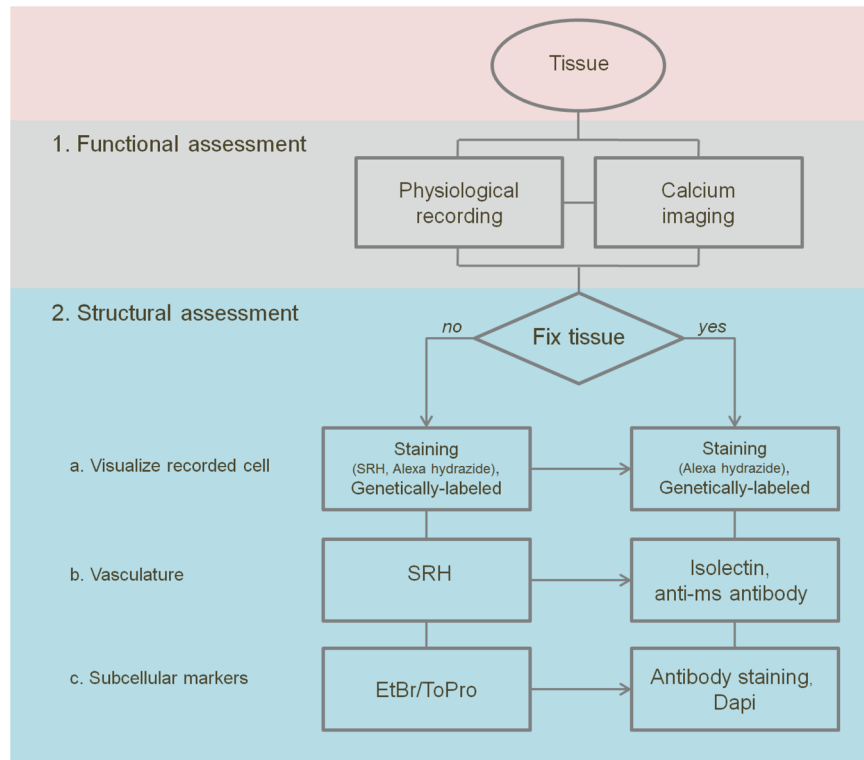 Tissue
1. Functional assessment
Physiological
recording
Calcium
imaging
2. Structural assessment
no
Fix tissue
yes
a. Visualize recorded cell
Staining
(SRH, Alexa hydrazide),
Genetically-labeled
Staining
(Alexa hydrazide),
Genetically-labeled
b. Vasculature
SRH
Isolectin,
anti-ms antibody
c. Subcellular markers
EtBr/ToPro
Antibody staining,
Dapi